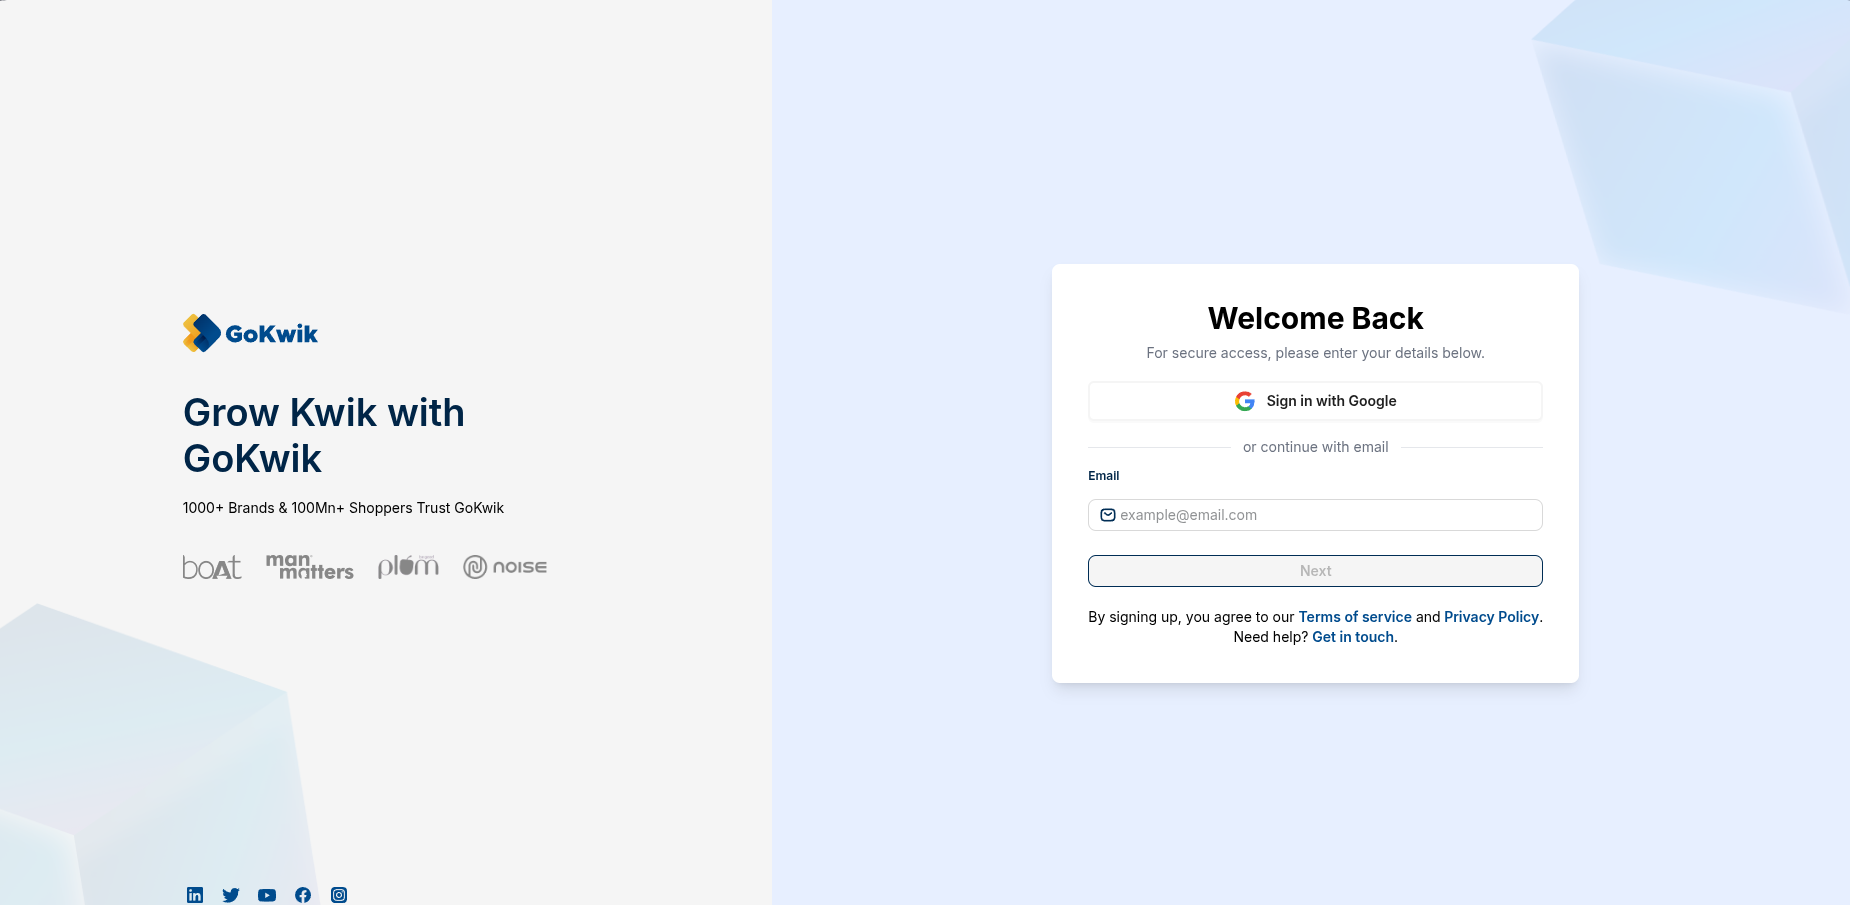 GoKwik
Grow Kwik with
GoKwik
1000+ Brands & 100Mn+ Shoppers Trust GoKwik
boAt
man
matters
plum
NOISE
Welcome Back
For secure access, please enter your details below.
Sign in with Google
or continue with email
Email
example@email.com
Next
By signing up, you agree to our Terms of service and Privacy Policy.
Need help? Get in touch.